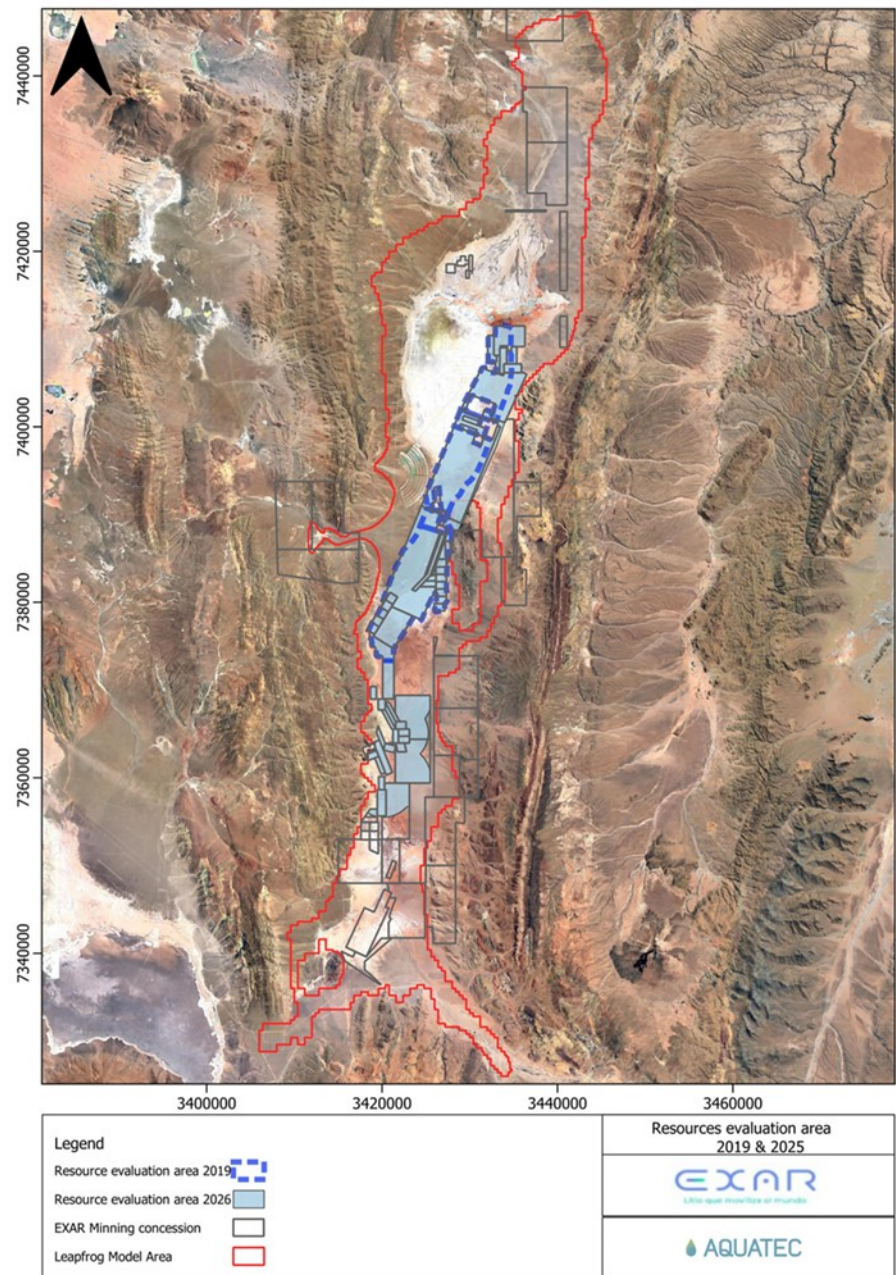 7440000
7420000
7400000
7380000
7360000
7340000
3400000
3420000
3440000
3460000
Legend
Resource evaluation area 2019
Resource evaluation area 2026
EXAR Minning concession
Leapfrog Model Area
Resources evaluation area
2019 & 2025
EXAR
Litio que moviliza al mundo
AQUATEC